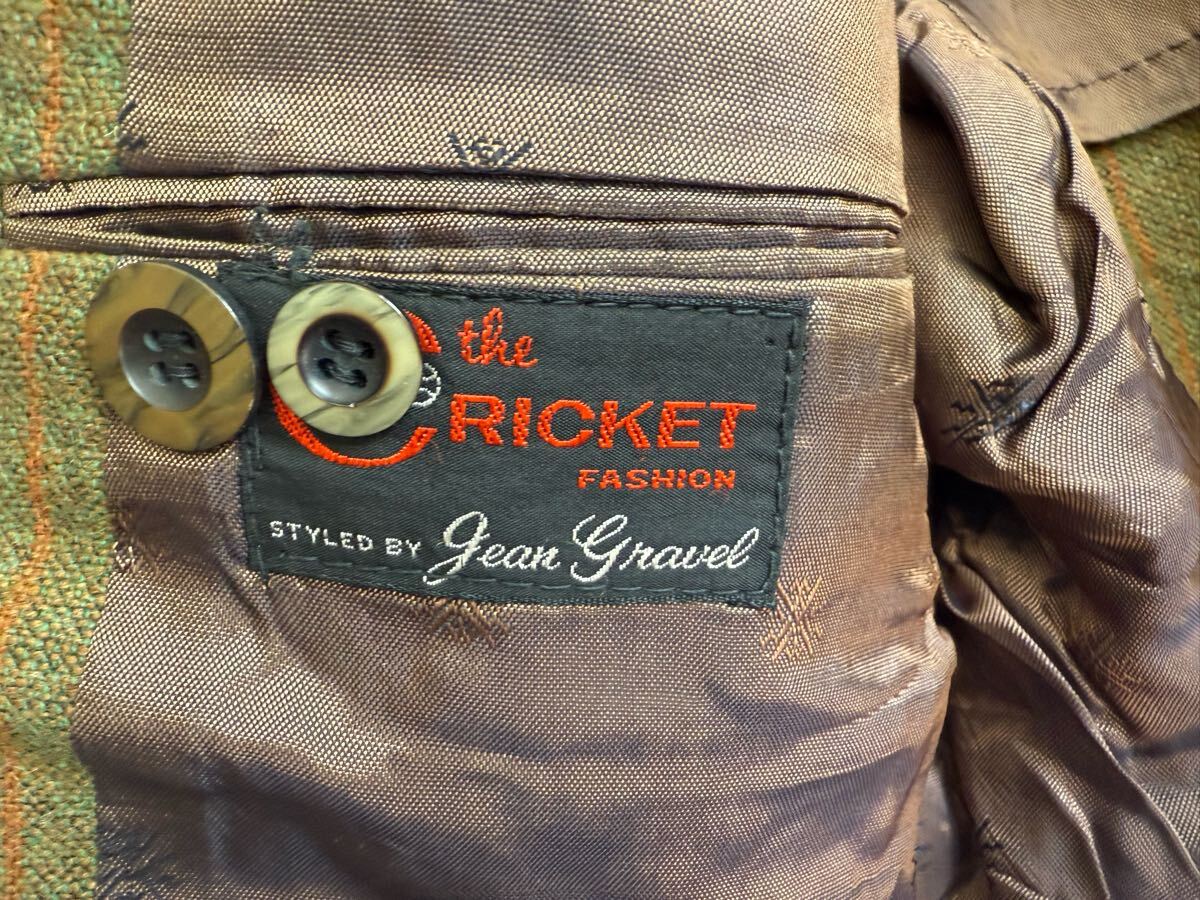 the
CRICKET
FASHION
STYLED BY Jean Gravel